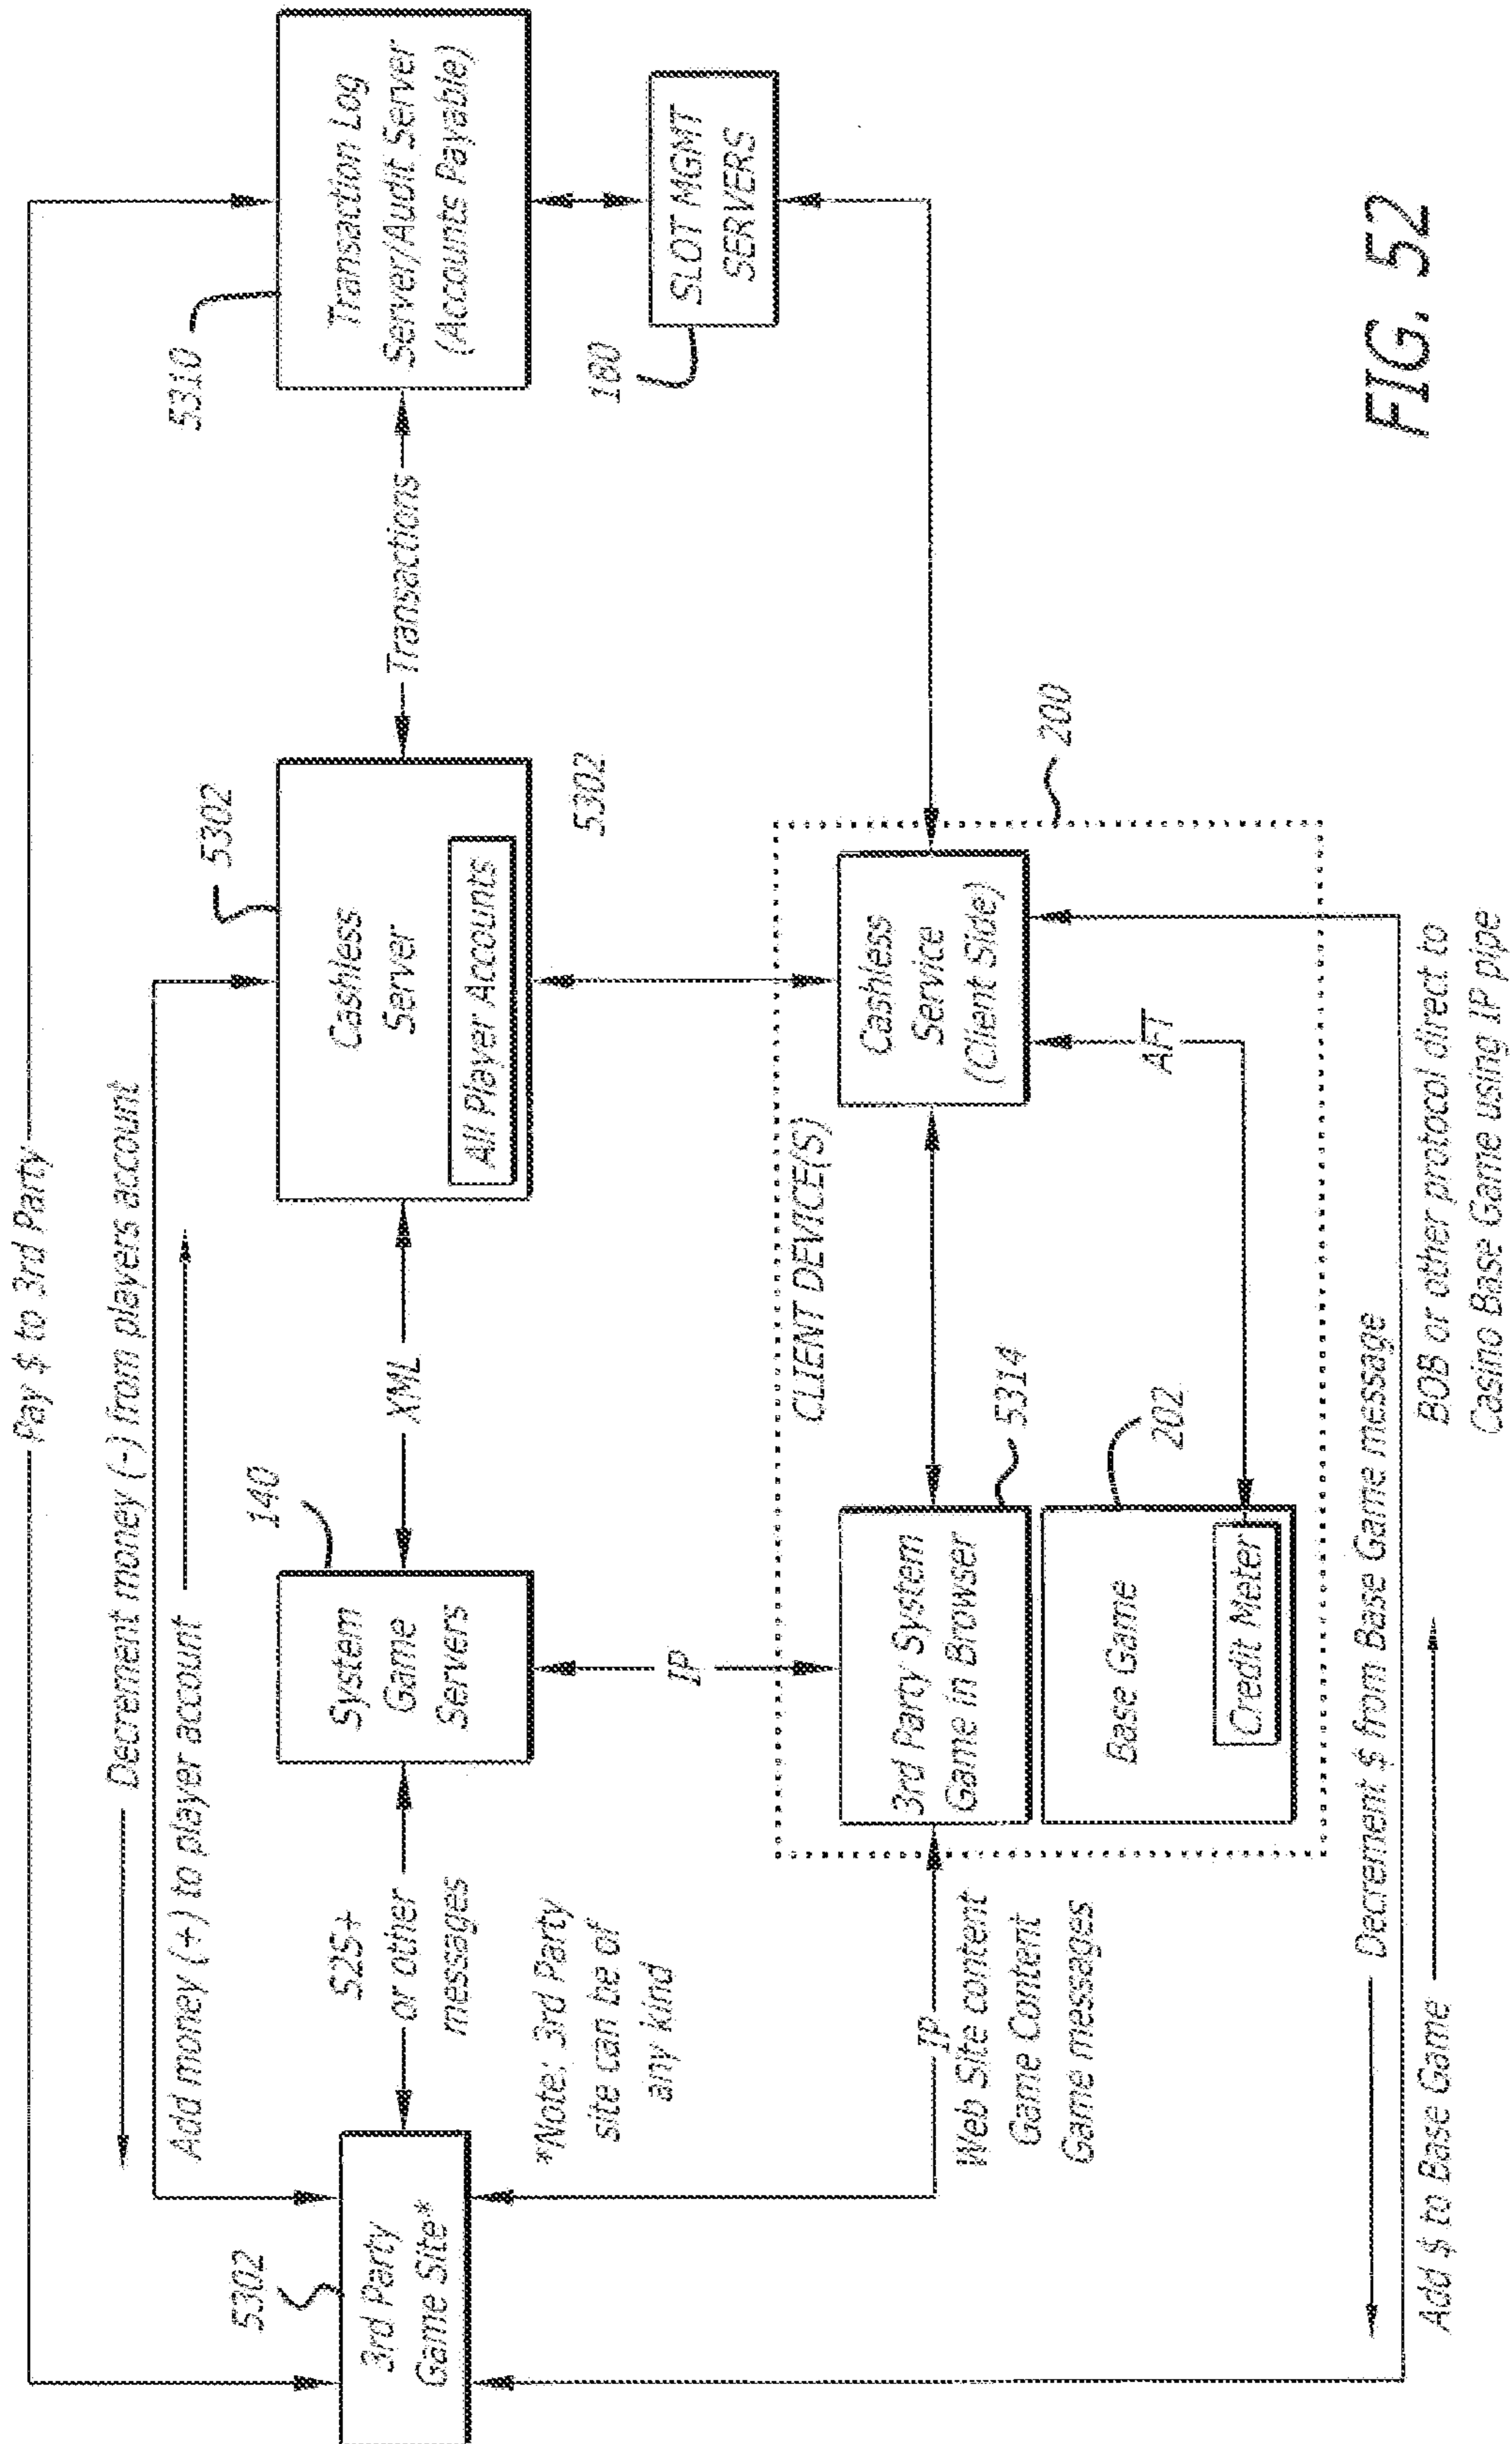 Pay $ to 3rd Party
Decrement money (-) from players account
Add money (+) to player account
5302
3rd Party
Game Site*
S2S+
or other
messages
*Note: 3rd Party
site can be of
any kind
140
System
Game
Servers
XML
5302
Cashless
Server
All Player Accounts
5302
Transactions
5310
Transaction Log
Server/Audit Server
(Accounts Payable)
180
SLOT MGMT
SERVERS
IP
IP
Web Site content
Game Content
Game messages
CLIENT DEVICE(S)
200
3rd Party System
Game in Browser
5314
Base Game
202
Credit Meter
Cashless
Service
(Client Side)
AFT
Decrement $ from Base Game message
Add $ to Base Game
BOB or other protocol direct to
Casino Base Game using IP pipe
FIG. 52